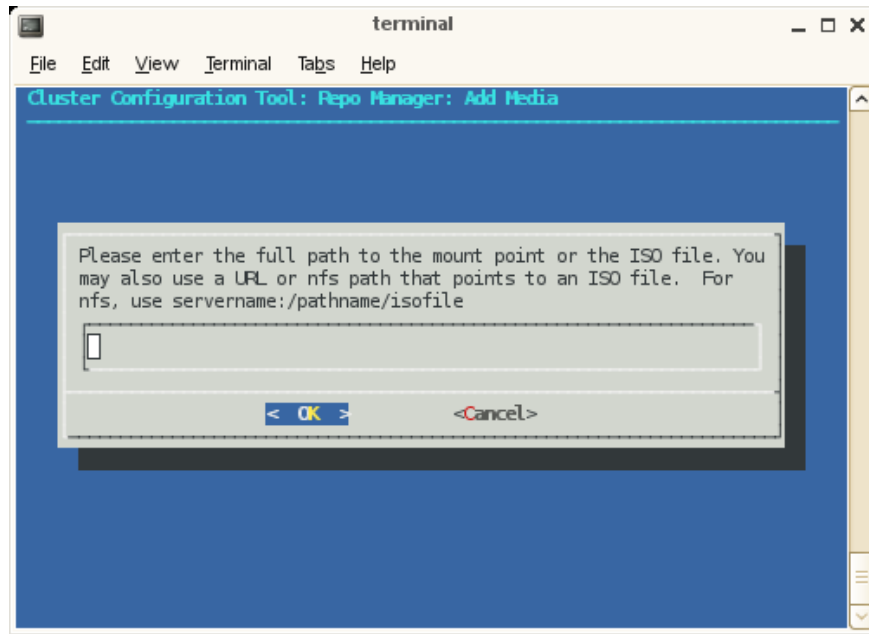 terminal
File Edit View Terminal Tabs Help
Cluster Configuration Tool: Repo Manager: Add Media
Please enter the full path to the mount point or the ISO file. You
may also use a URL or nfs path that points to an ISO file.  For
nfs, use servername:/pathname/isofile
<  OK  > <Cancel>